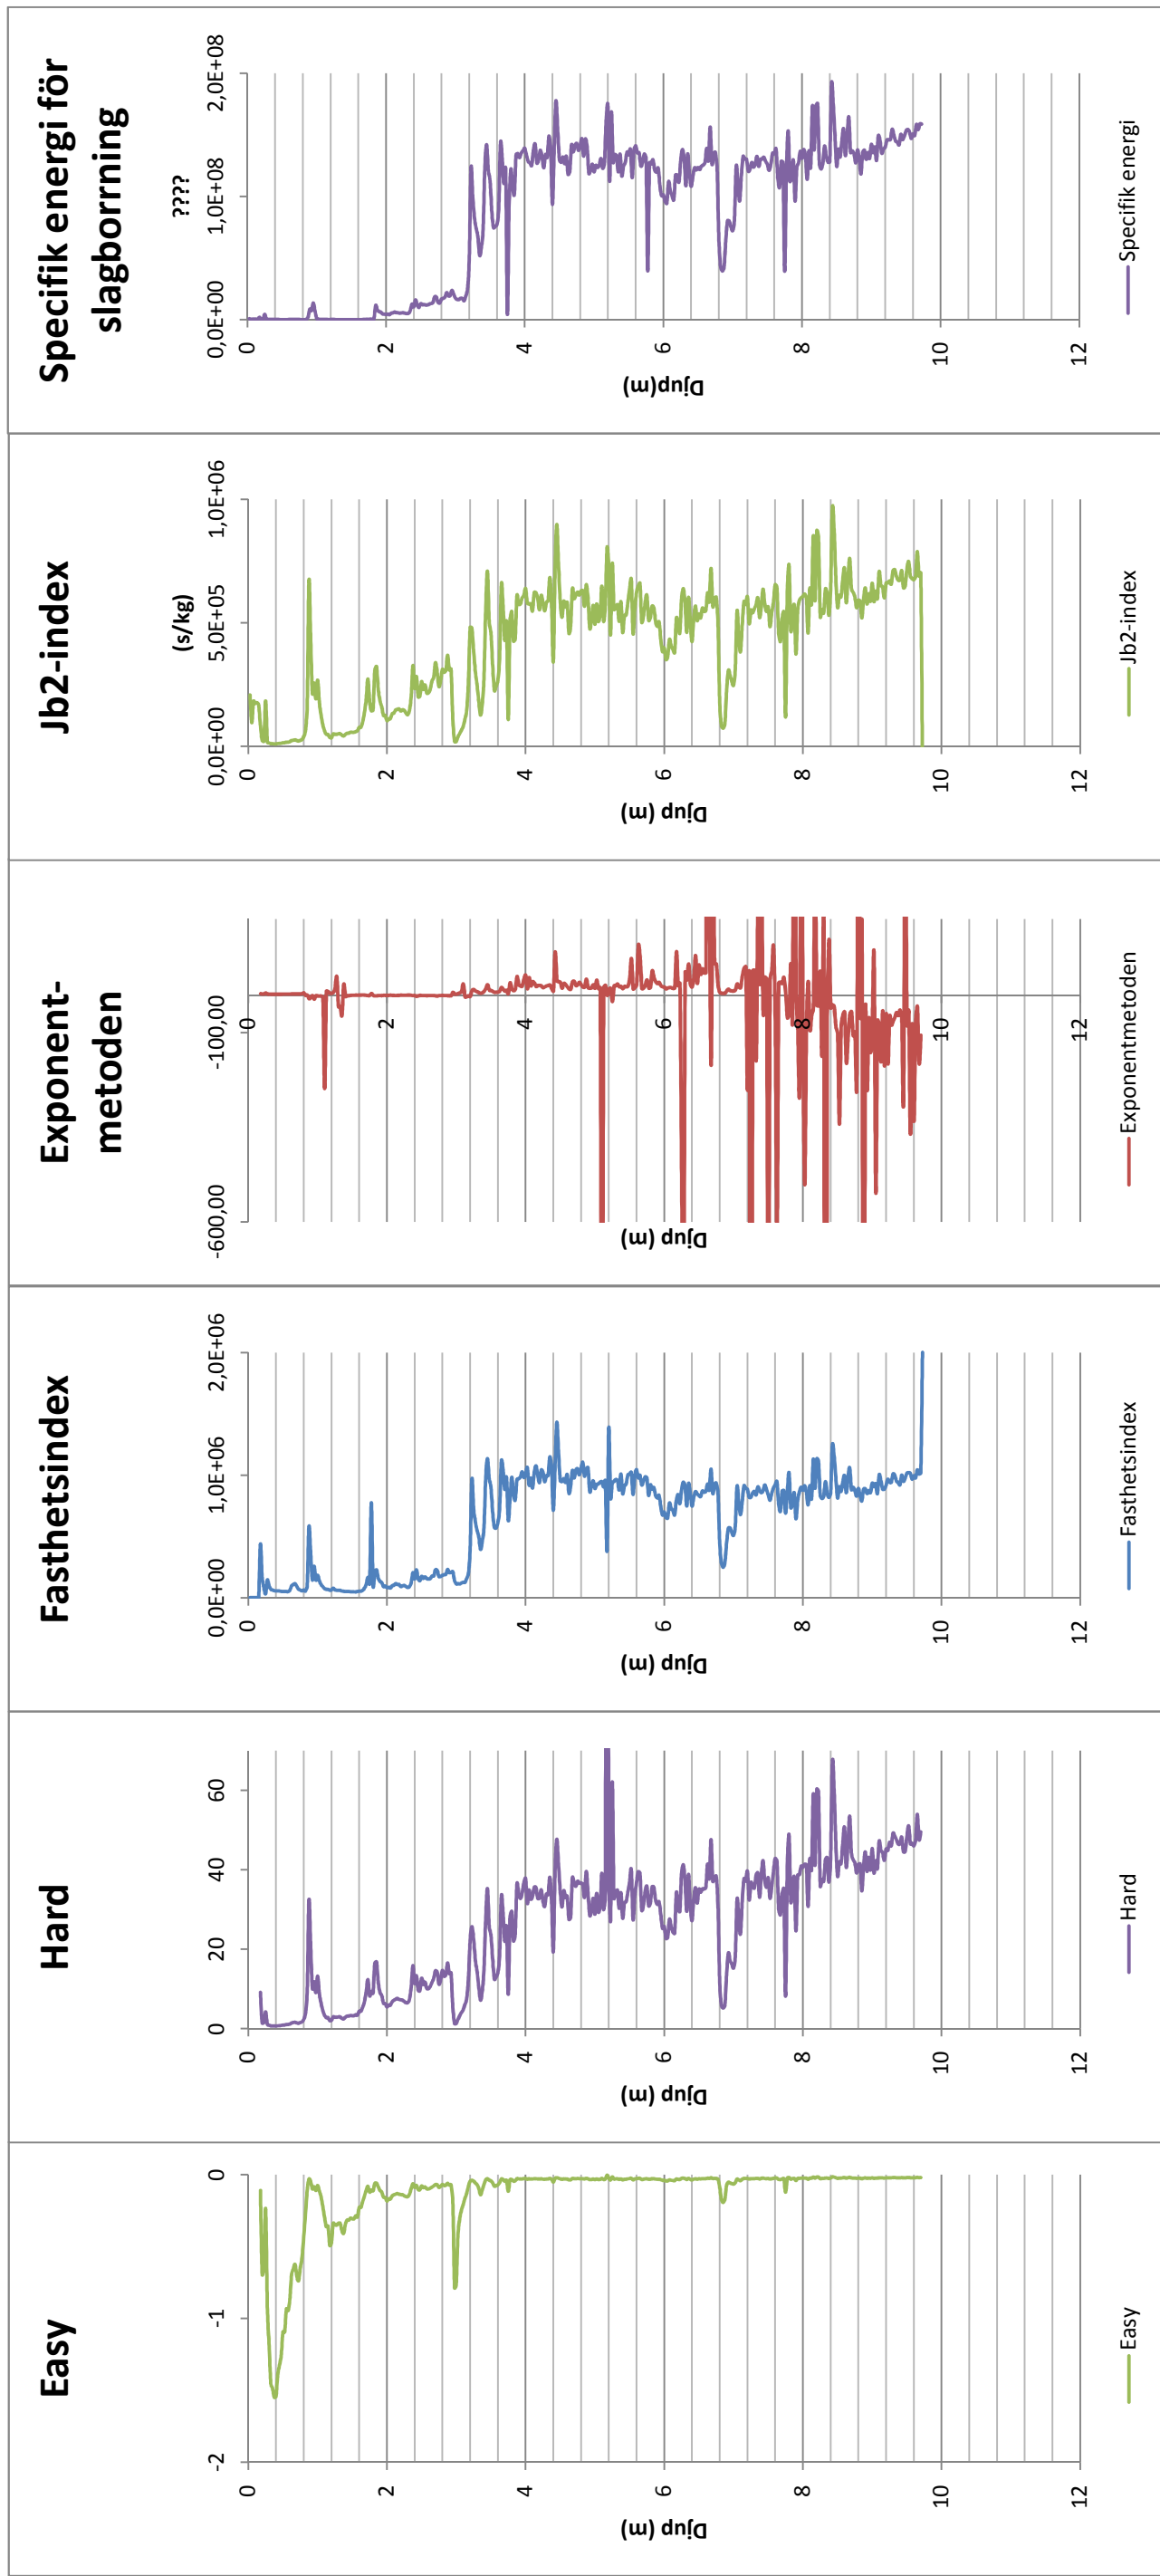 Easy
-2
-1
0
Djup (m)
0
2
4
6
8
10
12
Easy
Hard
0
20
40
60
Djup (m)
0
2
4
6
8
10
12
Hard
Fasthetsindex
0,0E+00
1,0E+06
2,0E+06
Djup (m)
0
2
4
6
8
10
12
Fasthetsindex
Exponent-
metoden
-600,00
-100,00
Djup (m)
0
2
4
6
8
10
12
Exponentmetoden
Jb2-index
(s/kg)
0,0E+00
5,0E+05
1,0E+06
Djup (m)
0
2
4
6
8
10
12
Jb2-index
Specifik energi för
slagborrning
????
0,0E+00
1,0E+08
2,0E+08
Djup(m)
0
2
4
6
8
10
12
Specifik energi